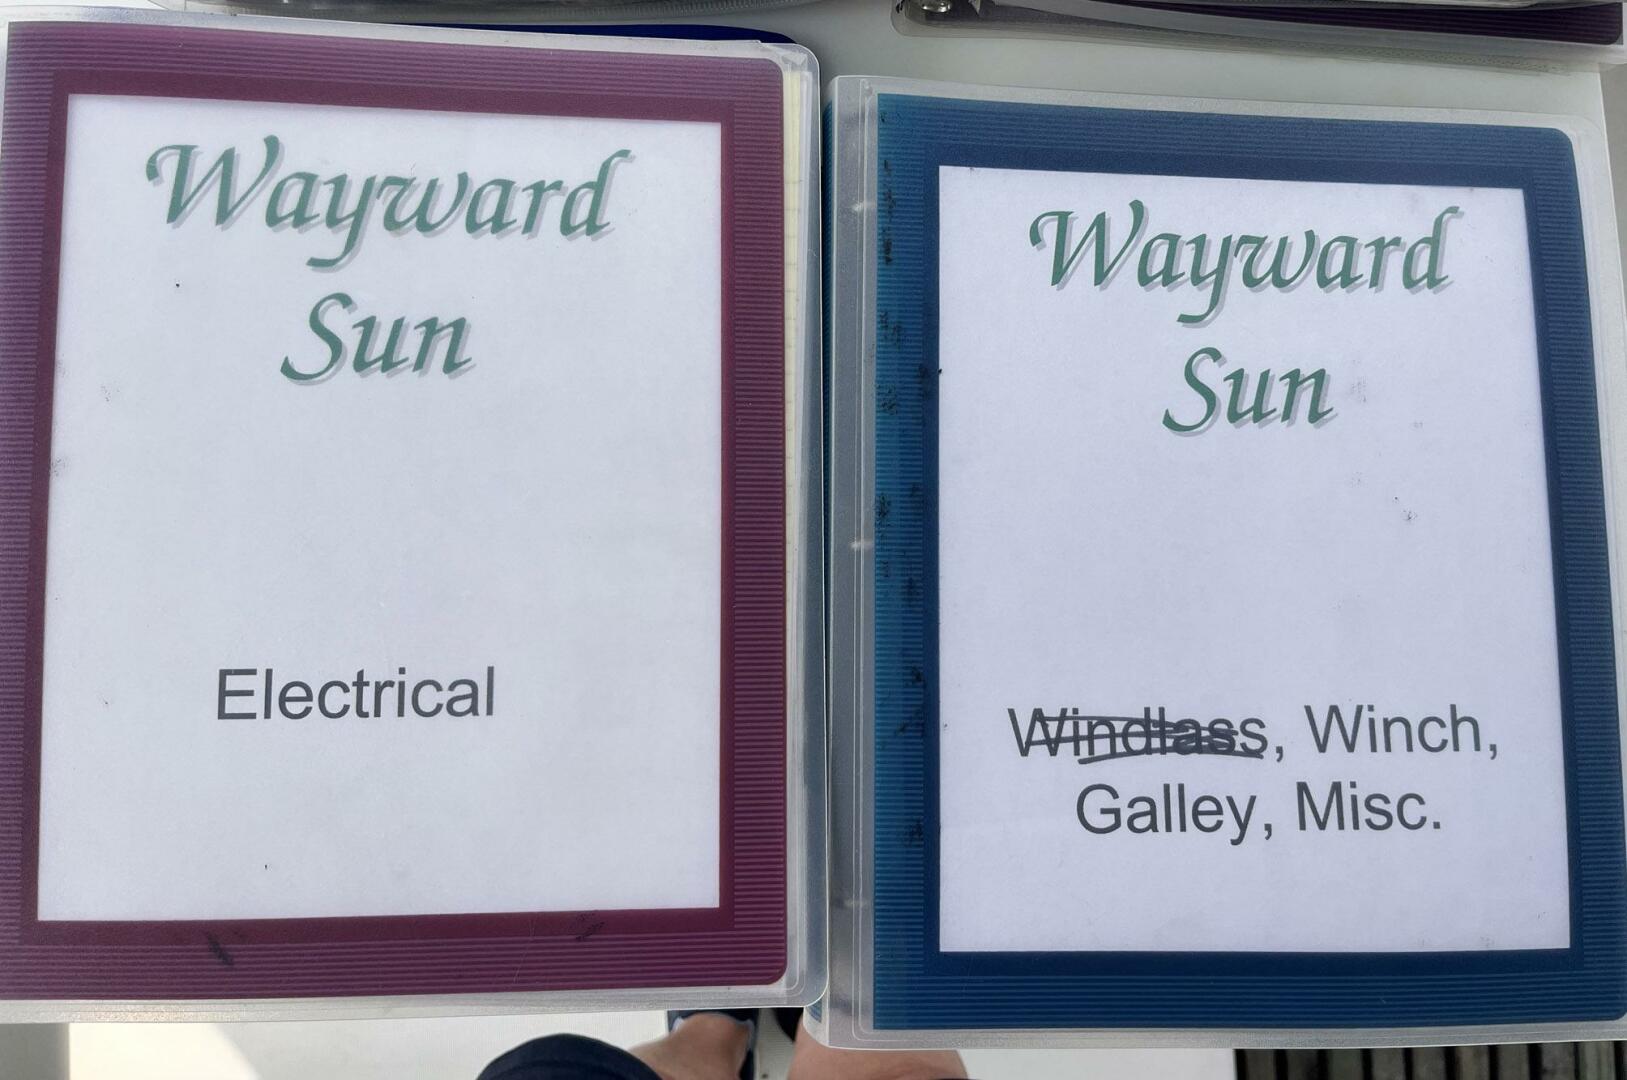 Wayward
Sun
Electrical
Wayward
Sun
Windlass, Winch,
Galley, Misc.